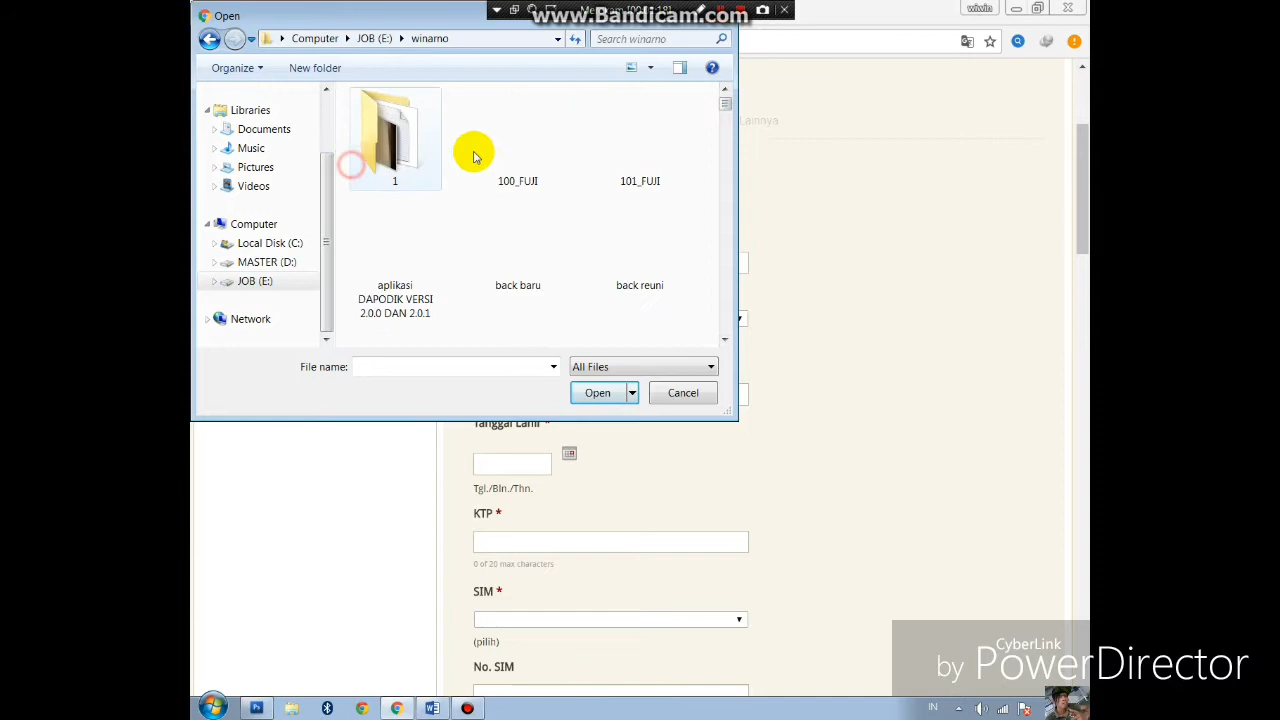 Open
www.Bandicam.com
wixin
Computer
JOB (E:)
winarno
Search winarno
Organize
New folder
Libraries
Documents
Music
Pictures
Videos
Computer
Local Disk (C:)
MASTER (D:)
JOB (E:)
Network
1
100_FUJI
101_FUJI
aplikasi
DAPODIK VERSI
2.0.0 DAN 2.0.1
back baru
back reuni
File name:
All Files
Open
Cancel
Lainnya
Tanggal Lahir *
Tgl./Bln./Thn.
KTP *
0 of 20 max characters
SIM *
(pilih)
No. SIM
CyberLink
by PowerDirector
IN